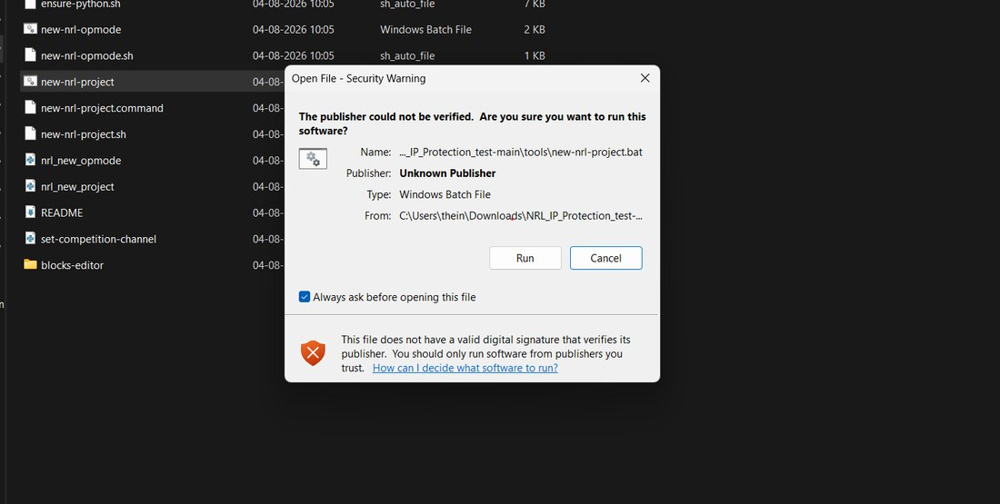 ensure-python.sh 04-08-2026 10:05 sh_auto_file 7 KB
new-nrl-opmode 04-08-2026 10:05 Windows Batch File 2 KB
new-nrl-opmode.sh 04-08-2026 10:05 sh_auto_file 1 KB
new-nrl-project 04-08-
new-nrl-project.command 04-08-
new-nrl-project.sh 04-08-
nrl_new_opmode 04-08-
nrl_new_project 04-08-
README 04-08-
set-competition-channel 04-08-
blocks-editor 04-08-
Open File - Security Warning
The publisher could not be verified. Are you sure you want to run this
software?
Name: ..._IP_Protection_test-main\tools\new-nrl-project.bat
Publisher: Unknown Publisher
Type: Windows Batch File
From: C:\Users\thein\Downloads\NRL_IP_Protection_test-...
Run Cancel
Always ask before opening this file
This file does not have a valid digital signature that verifies its
publisher. You should only run software from publishers you
trust. How can I decide what software to run?